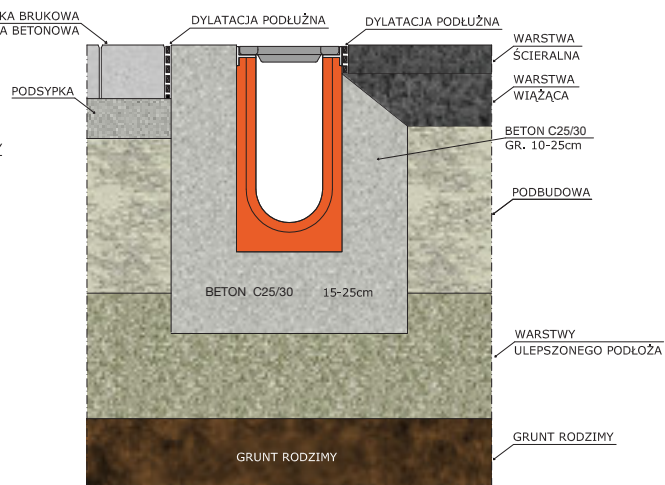 KA BRUKOWA
A BETONOWA
DYLATACJA PODŁUŻNA
DYLATACJA PODŁUŻNA
WARSTWA
ŚCIERALNA
WARSTWA
WIĄŻĄCA
PODSYPKA
BETON C25/30
GR. 10-25cm
PODBUDOWA
BETON C25/30 15-25cm
WARSTWY
ULEPSZONEGO PODŁOŻA
GRUNT RODZIMY
GRUNT RODZIMY